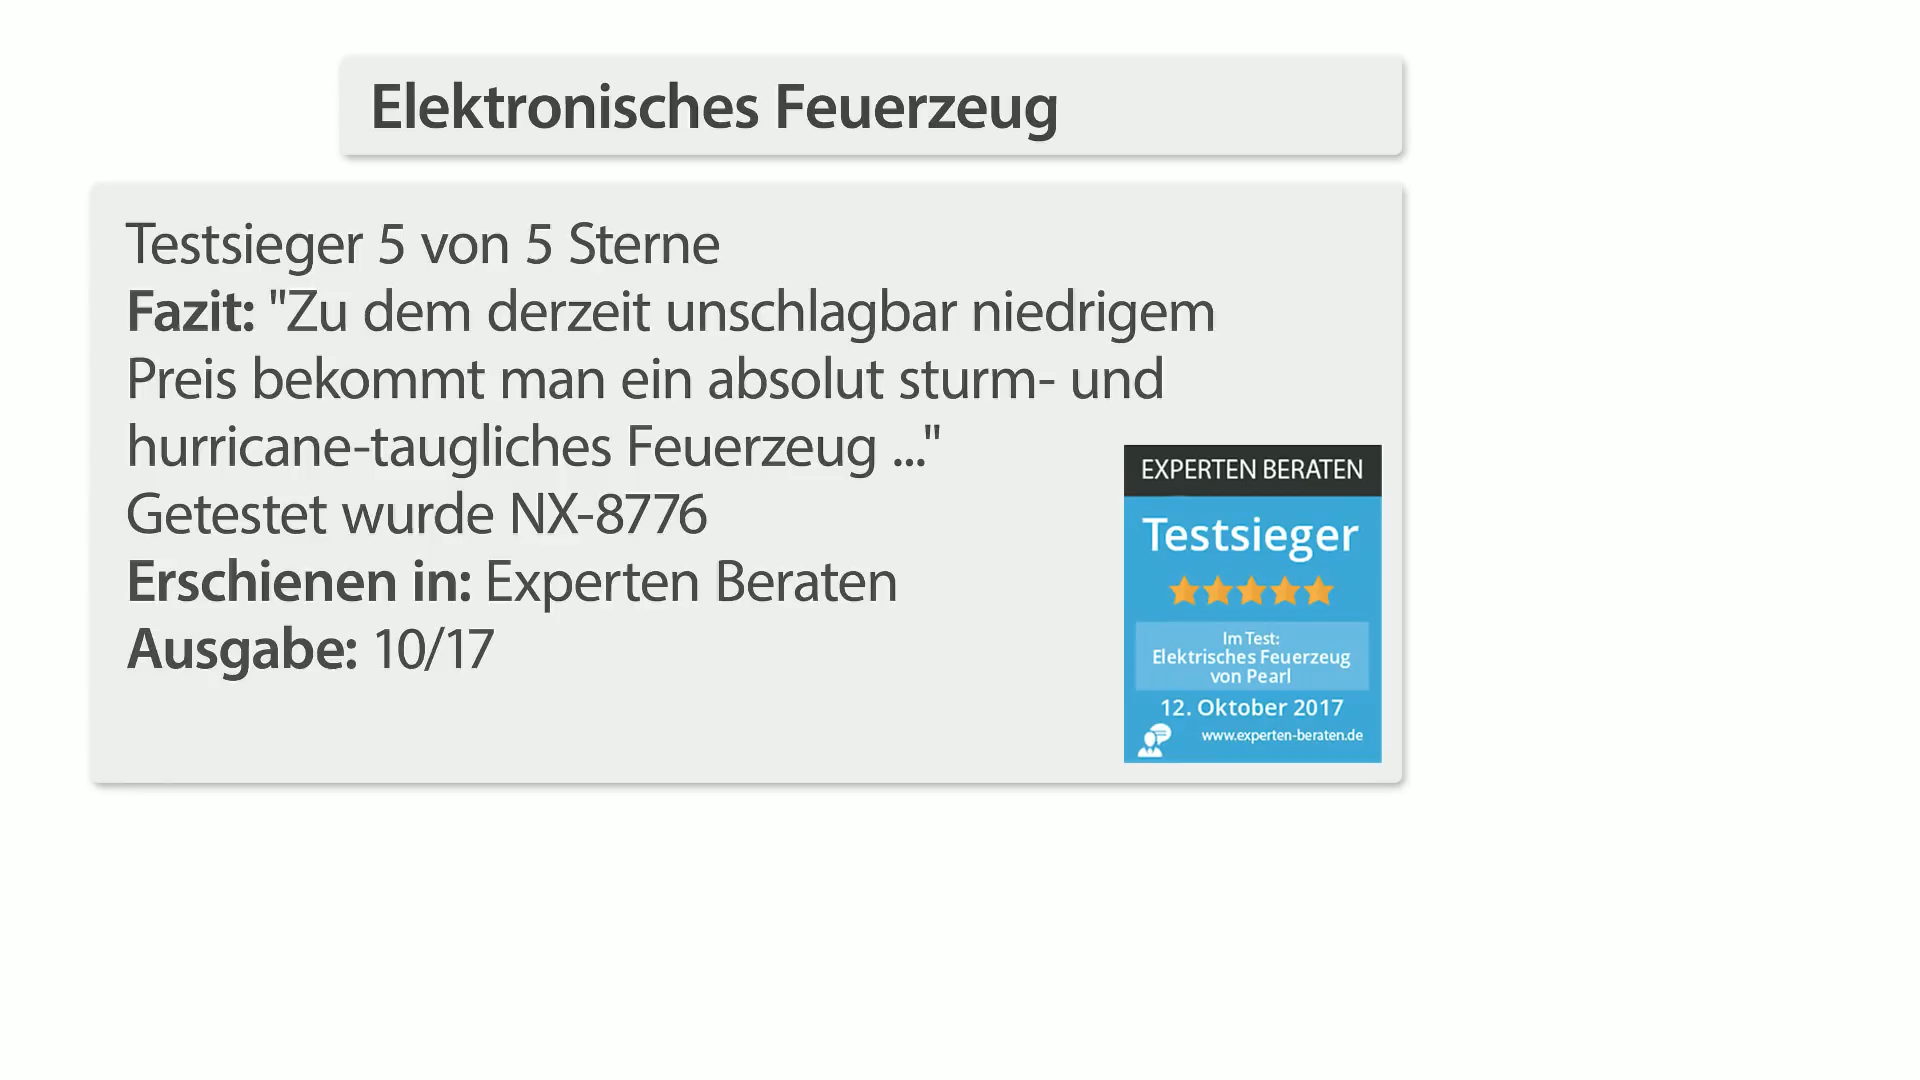 Elektronisches Feuerzeug
Testsieger 5 von 5 Sterne
Fazit: "Zu dem derzeit unschlagbar niedrigem
Preis bekommt man ein absolut sturm- und
hurricane-taugliches Feuerzeug ..."
Getestet wurde NX-8776
Erschienen in: Experten Beraten
Ausgabe: 10/17
EXPERTEN BERATEN
Testsieger
Im Test:
Elektrisches Feuerzeug
von Pearl
12. Oktober 2017
www.experten-beraten.de